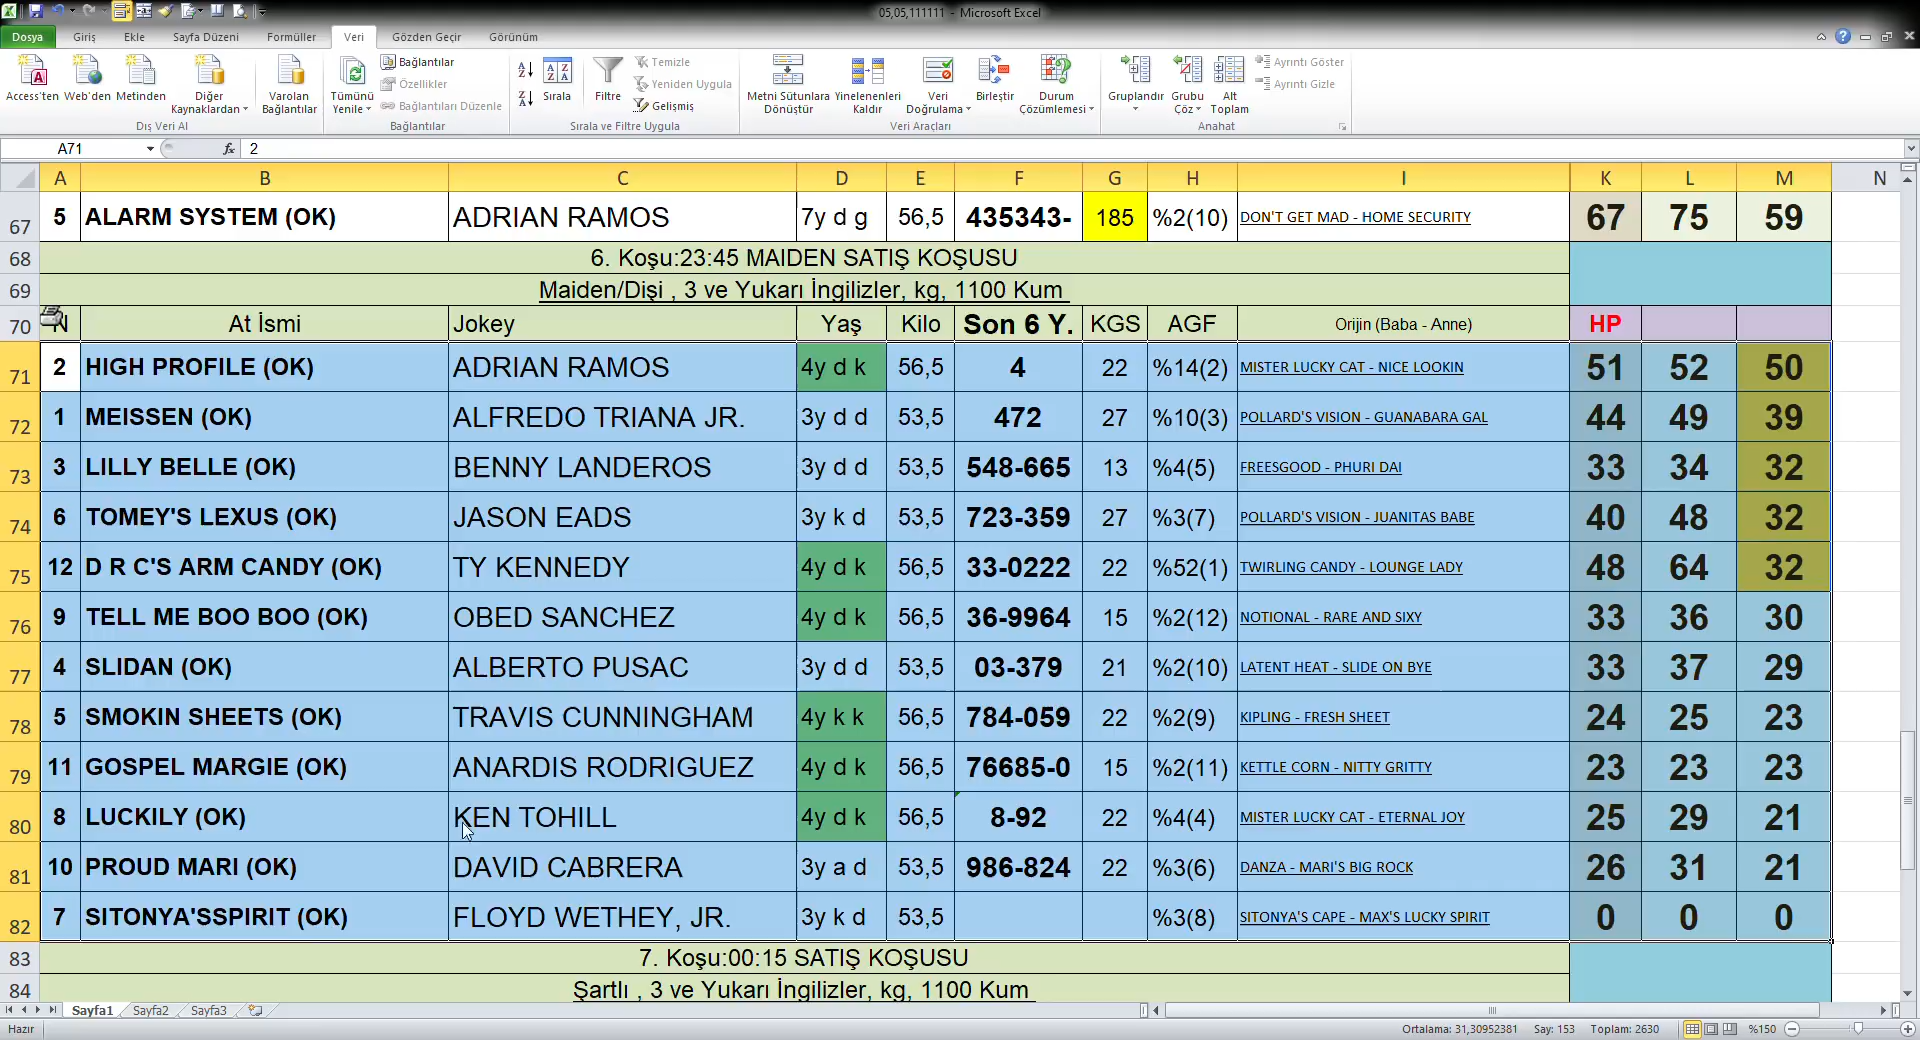 05,05,111111 - Microsoft Excel
Dosya Giriş Ekle Sayfa Düzeni Formüller Veri Gözden Geçir Görünüm
Access'ten Web'den Metinden Diğer Kaynaklardan Varolan Bağlantılar Tümünü Yenile Bağlantılar Özellikler Bağlantıları Düzenle Sırala Filtre Temizle Yeniden Uygula Gelişmiş Metni Sütunlara Dönüştür Yinelenenleri Kaldır Veri Doğrulama Birleştir Durum Çözümlemesi Gruplandır Grubu Çöz Alt Toplam Ayrıntı Göster Ayrıntı Gizle
Dış Veri Al Bağlantılar Sırala ve Filtre Uygula Veri Araçları Anahat
A71 fx 2
A B C D E F G H I K L M N
67 5 ALARM SYSTEM (OK) ADRIAN RAMOS 7y d g 56,5 435343- 185 %2(10) DON'T GET MAD - HOME SECURITY 67 75 59
68 6. Koşu:23:45 MAIDEN SATIŞ KOŞUSU
69 Maiden/Dişi , 3 ve Yukarı İngilizler, kg, 1100 Kum
70 N At İsmi Jokey Yaş Kilo Son 6 Y. KGS AGF Orijin (Baba - Anne) HP
71 2 HIGH PROFILE (OK) ADRIAN RAMOS 4y d k 56,5 4 22 %14(2) MISTER LUCKY CAT - NICE LOOKIN 51 52 50
72 1 MEISSEN (OK) ALFREDO TRIANA JR. 3y d d 53,5 472 27 %10(3) POLLARD'S VISION - GUANABARA GAL 44 49 39
73 3 LILLY BELLE (OK) BENNY LANDEROS 3y d d 53,5 548-665 13 %4(5) FREESGOOD - PHURI DAI 33 34 32
74 6 TOMEY'S LEXUS (OK) JASON EADS 3y k d 53,5 723-359 27 %3(7) POLLARD'S VISION - JUANITAS BABE 40 48 32
75 12 D R C'S ARM CANDY (OK) TY KENNEDY 4y d k 56,5 33-0222 22 %52(1) TWIRLING CANDY - LOUNGE LADY 48 64 32
76 9 TELL ME BOO BOO (OK) OBED SANCHEZ 4y d k 56,5 36-9964 15 %2(12) NOTIONAL - RARE AND SIXY 33 36 30
77 4 SLIDAN (OK) ALBERTO PUSAC 3y d d 53,5 03-379 21 %2(10) LATENT HEAT - SLIDE ON BYE 33 37 29
78 5 SMOKIN SHEETS (OK) TRAVIS CUNNINGHAM 4y k k 56,5 784-059 22 %2(9) KIPLING - FRESH SHEET 24 25 23
79 11 GOSPEL MARGIE (OK) ANARDIS RODRIGUEZ 4y d k 56,5 76685-0 15 %2(11) KETTLE CORN - NITTY GRITTY 23 23 23
80 8 LUCKILY (OK) KEN TOHILL 4y d k 56,5 8-92 22 %4(4) MISTER LUCKY CAT - ETERNAL JOY 25 29 21
81 10 PROUD MARI (OK) DAVID CABRERA 3y a d 53,5 986-824 22 %3(6) DANZA - MARI'S BIG ROCK 26 31 21
82 7 SITONYA'SSPIRIT (OK) FLOYD WETHEY, JR. 3y k d 53,5 %3(8) SITONYA'S CAPE - MAX'S LUCKY SPIRIT 0 0 0
83 7. Koşu:00:15 SATIŞ KOŞUSU
84 Şartlı , 3 ve Yukarı İngilizler, kg, 1100 Kum
Sayfa1 Sayfa2 Sayfa3
Hazır Ortalama: 31,30952381 Say: 153 Toplam: 2630 %150